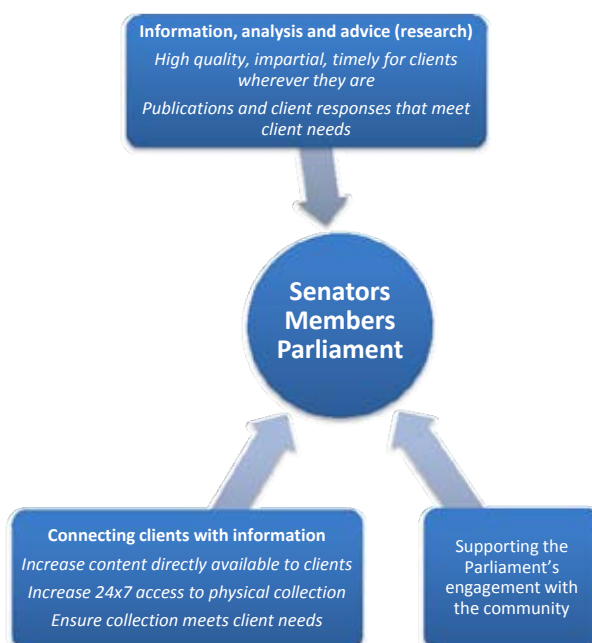 Information, analysis and advice (research)
High quality, impartial, timely for clients
wherever they are
Publications and client responses that meet
client needs
Senators
Members
Parliament
Connecting clients with information
Increase content directly available to clients
Increase 24x7 access to physical collection
Ensure collection meets client needs
Supporting the
Parliament's
engagement with
the community